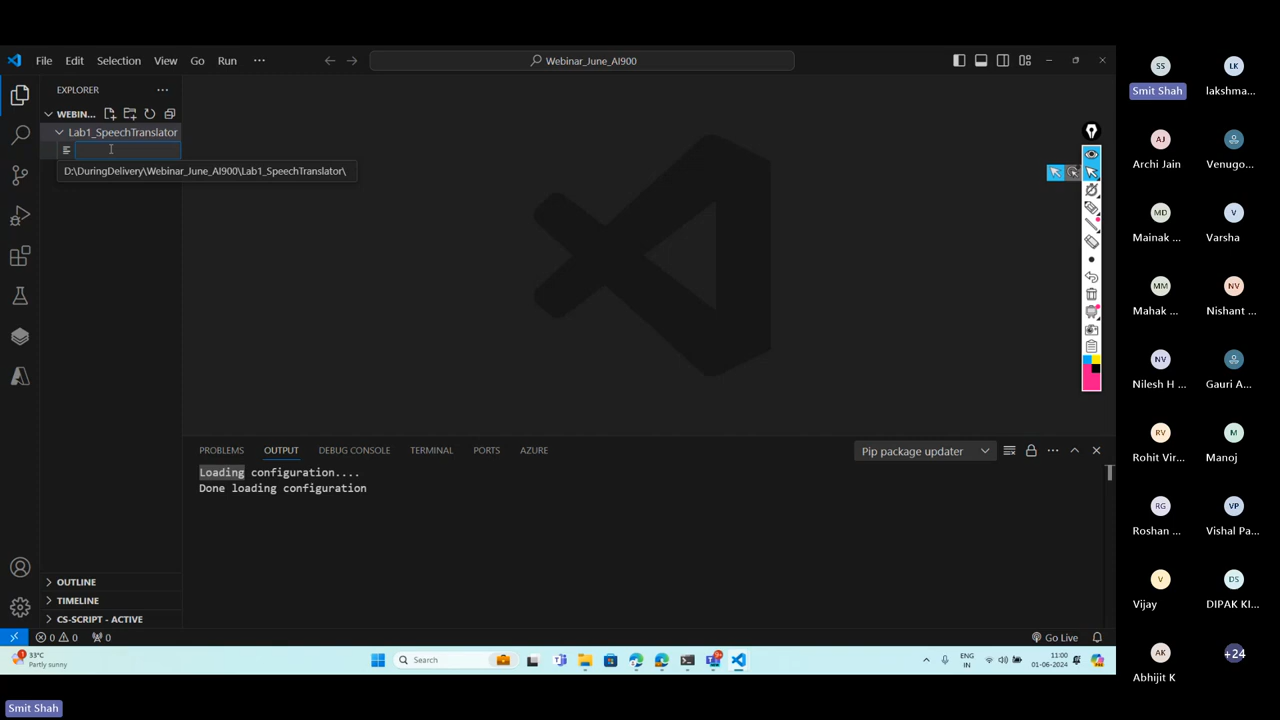 File Edit Selection View Go Run ···
Webinar_June_AI900
EXPLORER
WEBIN...
Lab1_SpeechTranslator
D:\DuringDelivery\Webinar_June_AI900\Lab1_SpeechTranslator\
PROBLEMS OUTPUT DEBUG CONSOLE TERMINAL PORTS AZURE
Pip package updater
Loading configuration....
Done loading configuration
OUTLINE
TIMELINE
CS-SCRIPT - ACTIVE
0 0 0
Go Live
33°C
Partly sunny
1
Search
9+
ENG
IN
11:00
01-06-2024
SS
Smit Shah
LK
lakshma...
AJ
Archi Jain
Venugo...
MD
Mainak ...
V
Varsha
MM
Mahak ...
NV
Nishant ...
NV
Nilesh H ...
Gauri A...
RV
Rohit Vir...
M
Manoj
RG
Roshan ...
VP
Vishal Pa...
V
Vijay
DS
DIPAK KI...
AK
Abhijit K
+24
Smit Shah